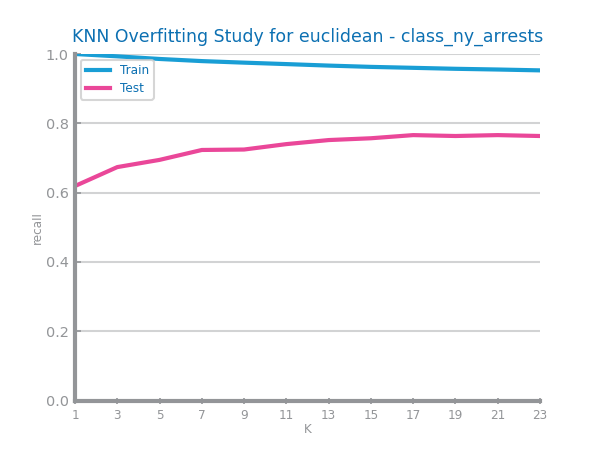 KNN Overfitting Study for euclidean - class_ny_arrests
1.0
Train
Test
0.8
0.6
recall
0.4
0.2
0.0
1 3 5 7 9 11 13 15 17 19 21 23
K